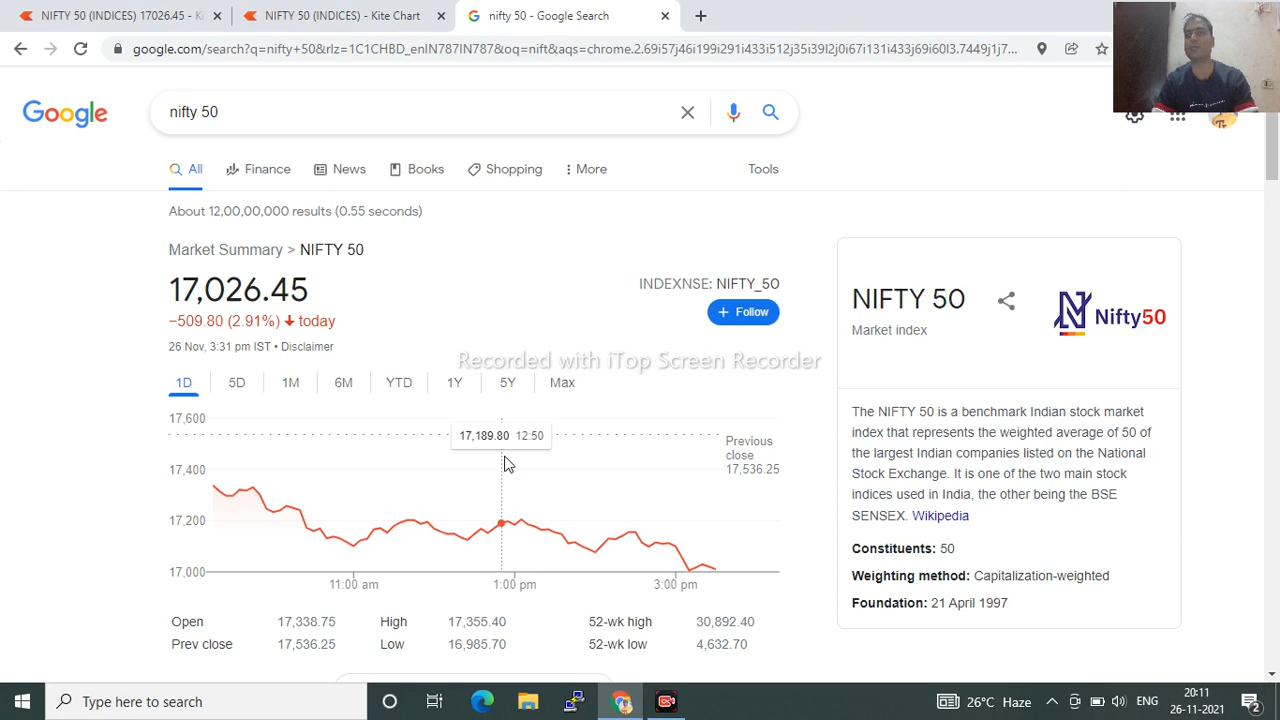 NIFTY 50 (INDICES) 17026.45 - Ki
NIFTY 50 (INDICES) - Kite Chart
nifty 50 - Google Search
google.com/search?q=nifty+50&rlz=1C1CHBD_enIN787IN787&oq=nift&aqs=chrome.2.69i57j46i199i291i433i512j35i39l2j0i67i131i433j69i60l3.7449j1j7...
Google
nifty 50
All
Finance
News
Books
Shopping
More
Tools
About 12,00,00,000 results (0.55 seconds)
Market Summary > NIFTY 50
17,026.45
INDEXNSE: NIFTY_50
−509.80 (2.91%) today
+ Follow
26 Nov, 3:31 pm IST • Disclaimer
Recorded with iTop Screen Recorder
1D
5D
1M
6M
YTD
1Y
5Y
Max
17,600
17,400
17,200
17,000
17,189.80 12:50
Previous
close
17,536.25
11:00 am
1:00 pm
3:00 pm
Open 17,338.75
High 17,355.40
52-wk high 30,892.40
Prev close 17,536.25
Low 16,985.70
52-wk low 4,632.70
NIFTY 50
Market index
Nifty50
The NIFTY 50 is a benchmark Indian stock market
index that represents the weighted average of 50 of
the largest Indian companies listed on the National
Stock Exchange. It is one of the two main stock
indices used in India, the other being the BSE
SENSEX. Wikipedia
Constituents: 50
Weighting method: Capitalization-weighted
Foundation: 21 April 1997
Type here to search
26°C Haze
ENG
20:11
26-11-2021
2